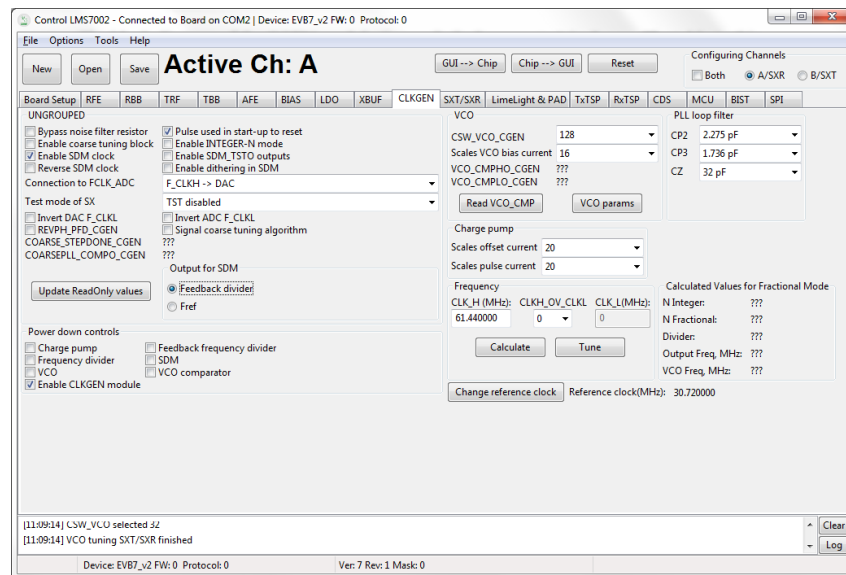 Control LMS7002 - Connected to Board on COM2 | Device: EVB7_v2 FW: 0 Protocol: 0
File Options Tools Help
New Open Save Active Ch: A GUI --> Chip Chip --> GUI Reset
Configuring Channels
Both A/SXR B/SXT
Board Setup RFE RBB TRF TBB AFE BIAS LDO XBUF CLKGEN SXT/SXR LimeLight & PAD TxTSP RxTSP CDS MCU BIST SPI
UNGROUPED
Bypass noise filter resistor Pulse used in start-up to reset
Enable coarse tuning block Enable INTEGER-N mode
Enable SDM clock Enable SDM_TSTO outputs
Reverse SDM clock Enable dithering in SDM
Connection to FCLK_ADC F_CLKH -> DAC
Test mode of SX TST disabled
Invert DAC F_CLKL Invert ADC F_CLKL
REVPH_PFD_CGEN Signal coarse tuning algorithm
COARSE_STEPDONE_CGEN ???
COARSEPLL_COMPO_CGEN ???
Update ReadOnly values
Output for SDM
Feedback divider
Fref
Power down controls
Charge pump Feedback frequency divider
Frequency divider SDM
VCO VCO comparator
Enable CLKGEN module
VCO
CSW_VCO_CGEN 128
Scales VCO bias current 16
VCO_CMPHO_CGEN ???
VCO_CMPLO_CGEN ???
Read VCO_CMP VCO params
PLL loop filter
CP2 2.275 pF
CP3 1.736 pF
CZ 32 pF
Charge pump
Scales offset current 20
Scales pulse current 20
Frequency
CLK_H (MHz): CLKH_OV_CLKL CLK_L(MHz):
61.440000 0 0
Calculate Tune
Calculated Values for Fractional Mode
N Integer: ???
N Fractional: ???
Divider: ???
Output Freq, MHz: ???
VCO Freq, MHz: ???
Change reference clock Reference clock(MHz): 30.720000
[11:09:14] CSW_VCO selected 32
[11:09:14] VCO tuning SXT/SXR finished
Clear
Log
Device: EVB7_v2 FW: 0 Protocol: 0 Ver: 7 Rev: 1 Mask: 0